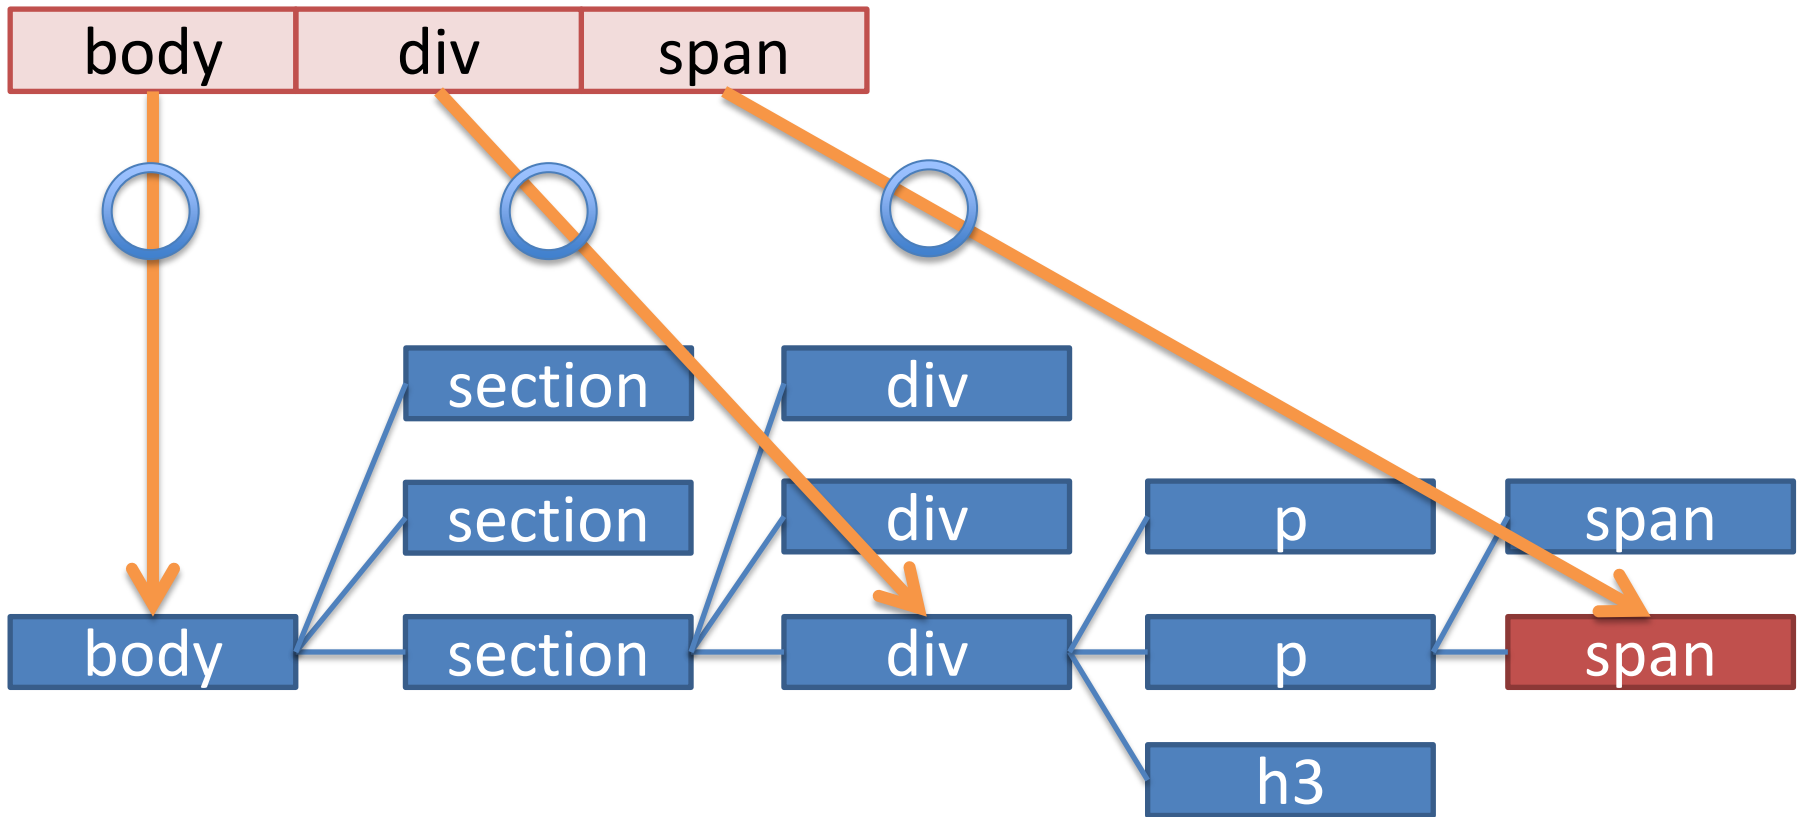 body div span
section div
section div p span
body section div p span
h3